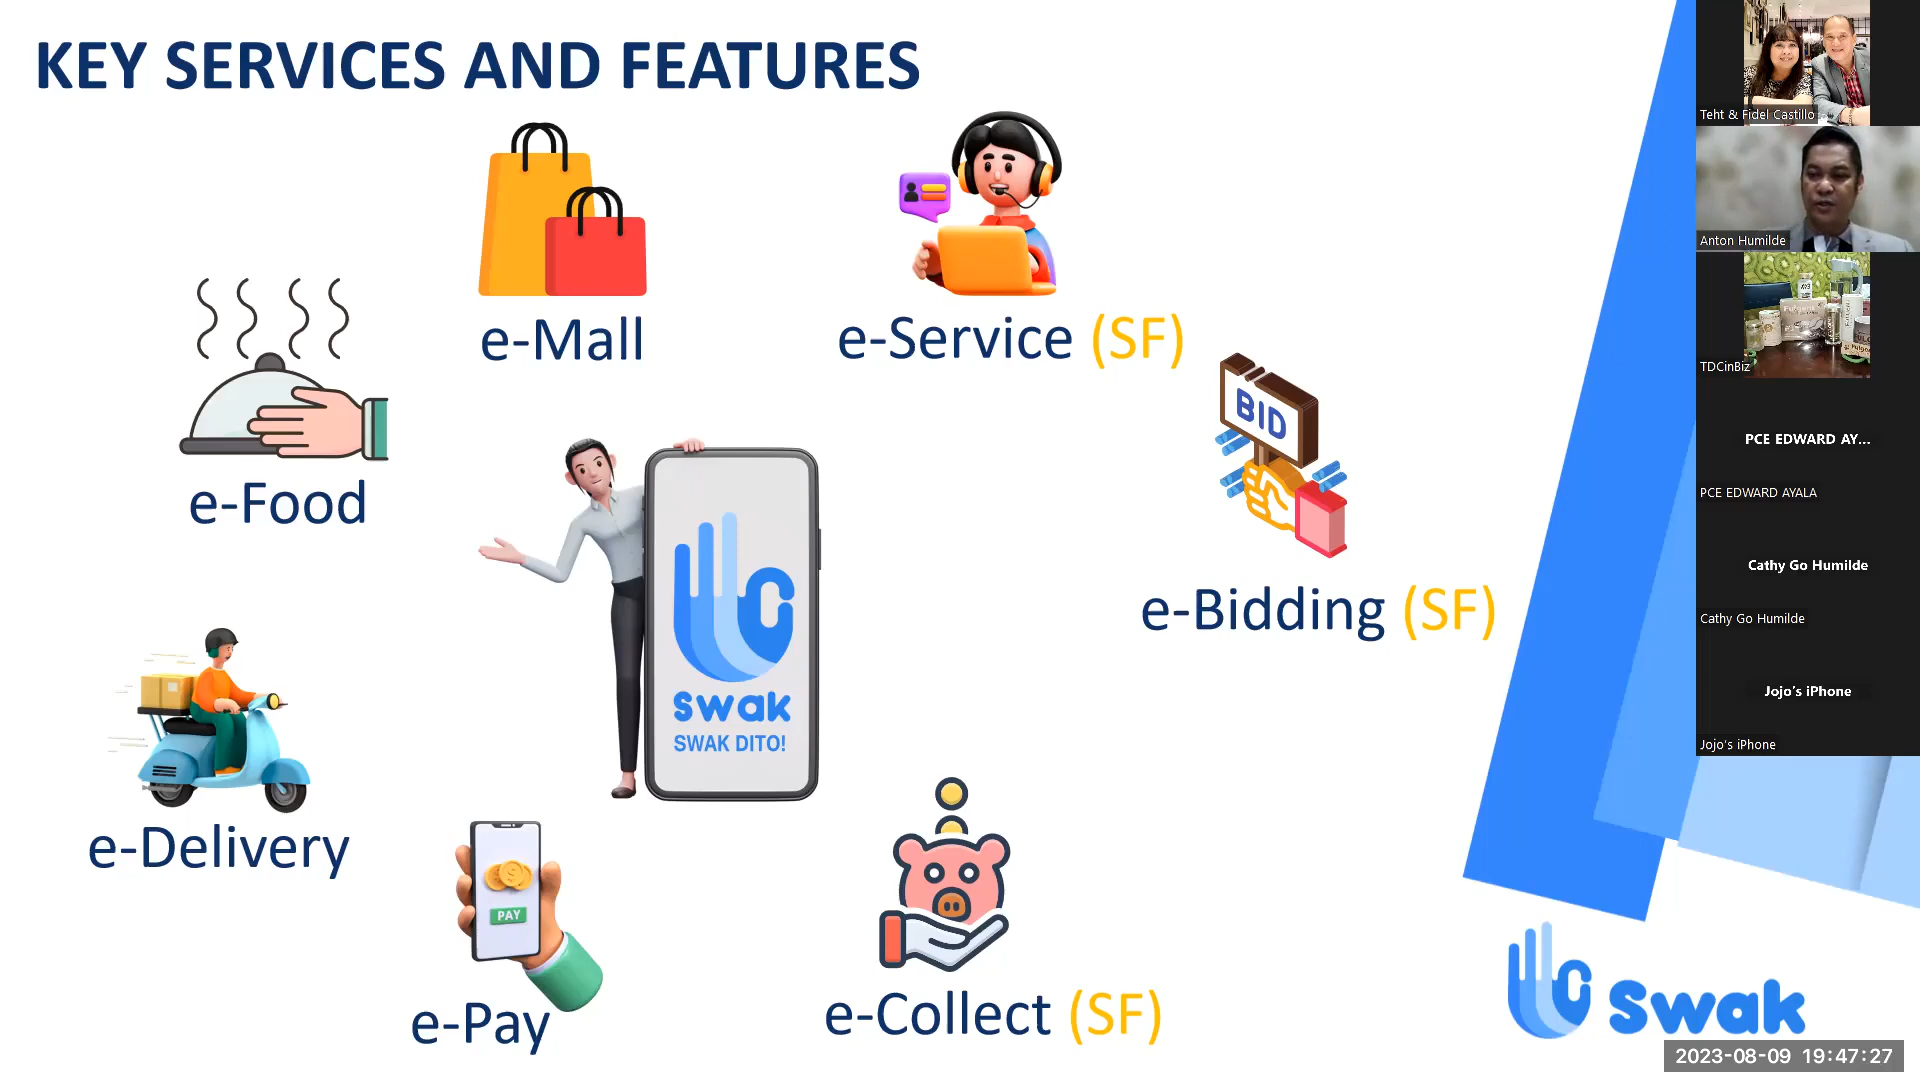 KEY SERVICES AND FEATURES
e-Mall
e-Service (SF)
e-Food
BID
e-Bidding (SF)
Swak
SWAK DITO!
e-Delivery
PAY
e-Pay
e-Collect (SF)
Teht & Fidel Castillo
Anton Humilde
TDCinBiz
PCE EDWARD AY...
PCE EDWARD AYALA
Cathy Go Humilde
Cathy Go Humilde
Jojo's iPhone
Jojo's iPhone
Swak
2023-08-09 19:47:27